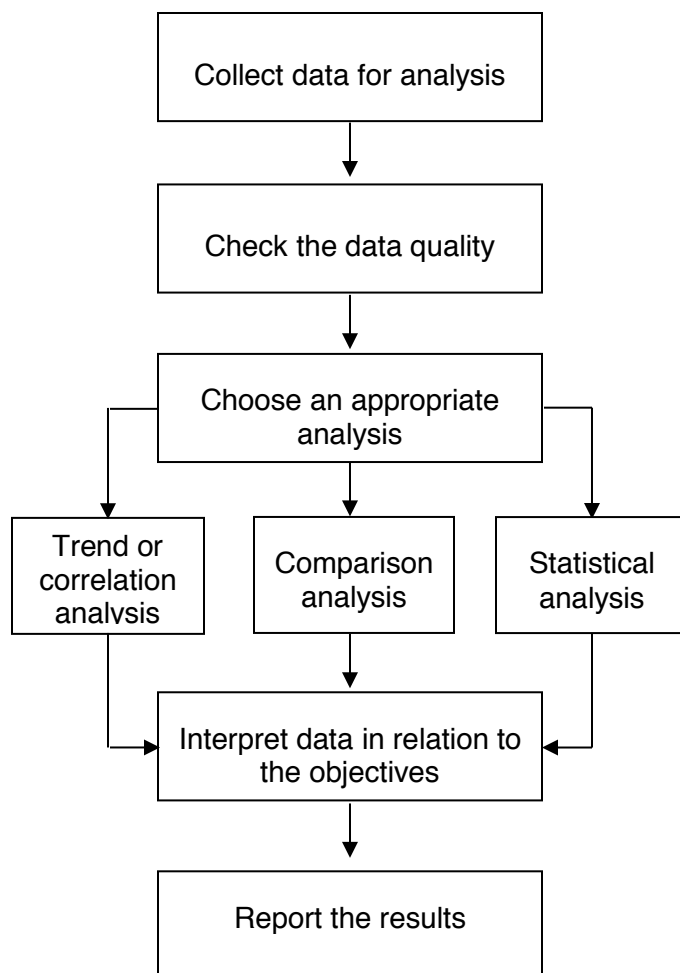 Collect data for analysis
Check the data quality
Choose an appropriate
analysis
Trend or
correlation
analysis
Comparison
analysis
Statistical
analysis
Interpret data in relation to
the objectives
Report the results